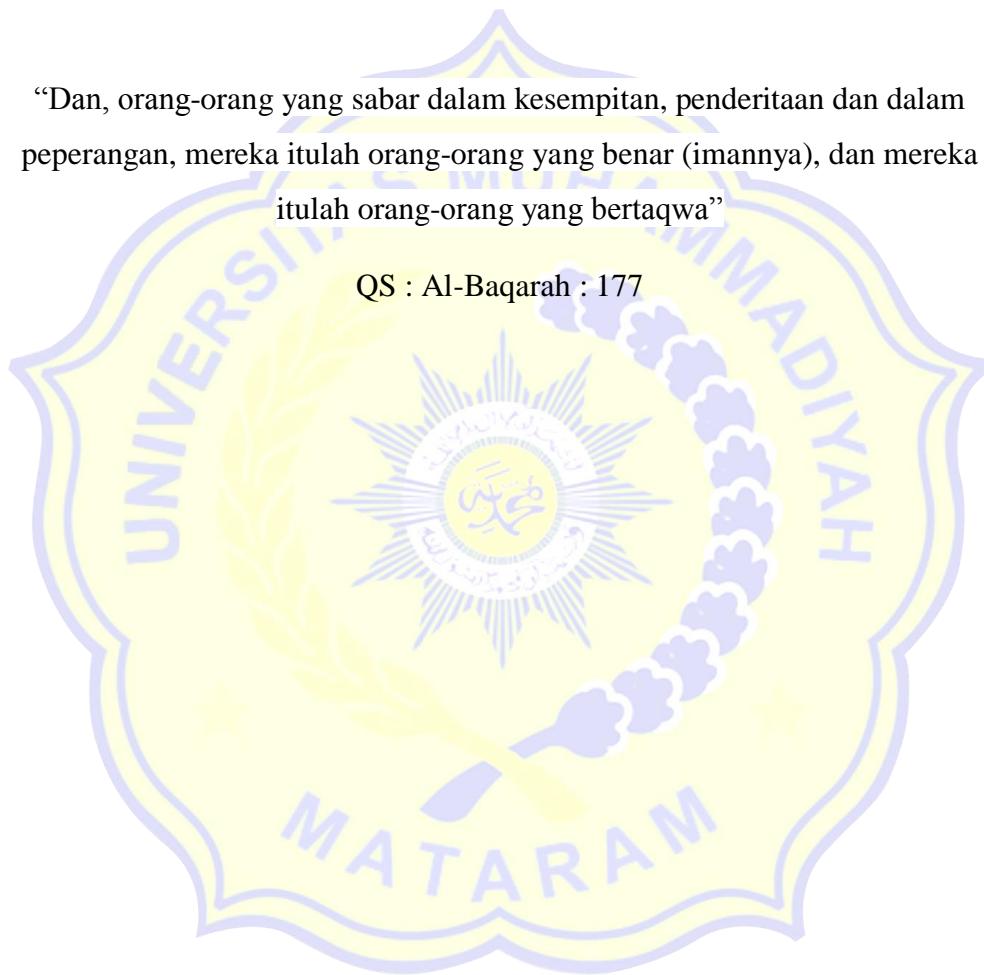 “Dan, orang-orang yang sabar dalam kesempitan, penderitaan dan dalam
peperangan, mereka itulah orang-orang yang benar (imannya), dan mereka
itulah orang-orang yang bertaqwa”
QS : Al-Baqarah : 177
UNIVERSITAS MUHAMMADIYAH
MATARAM